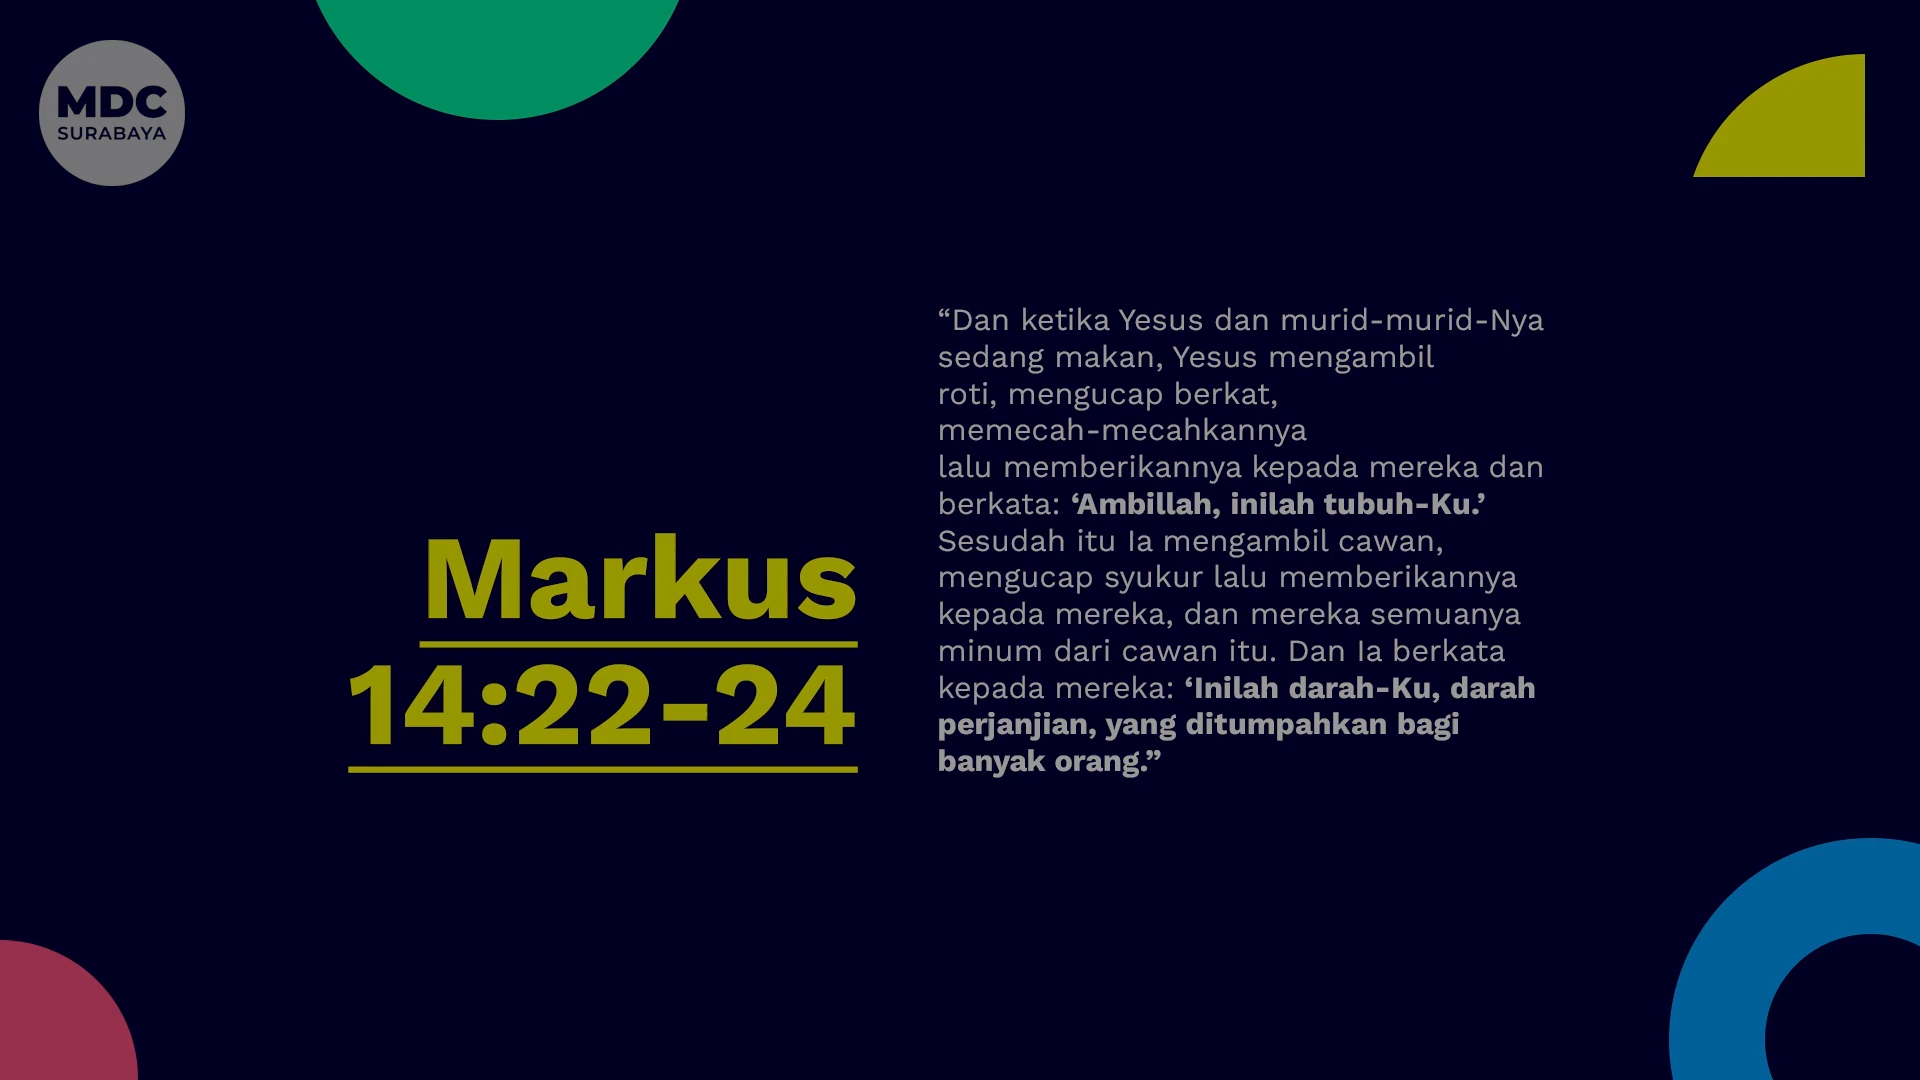 MDC
SURABAYA
Markus
14:22-24
“Dan ketika Yesus dan murid-murid-Nya
sedang makan, Yesus mengambil
roti, mengucap berkat,
memecah-mecahkannya
lalu memberikannya kepada mereka dan
berkata: ‘Ambillah, inilah tubuh-Ku.’
Sesudah itu Ia mengambil cawan,
mengucap syukur lalu memberikannya
kepada mereka, dan mereka semuanya
minum dari cawan itu. Dan Ia berkata
kepada mereka: ‘Inilah darah-Ku, darah
perjanjian, yang ditumpahkan bagi
banyak orang.”